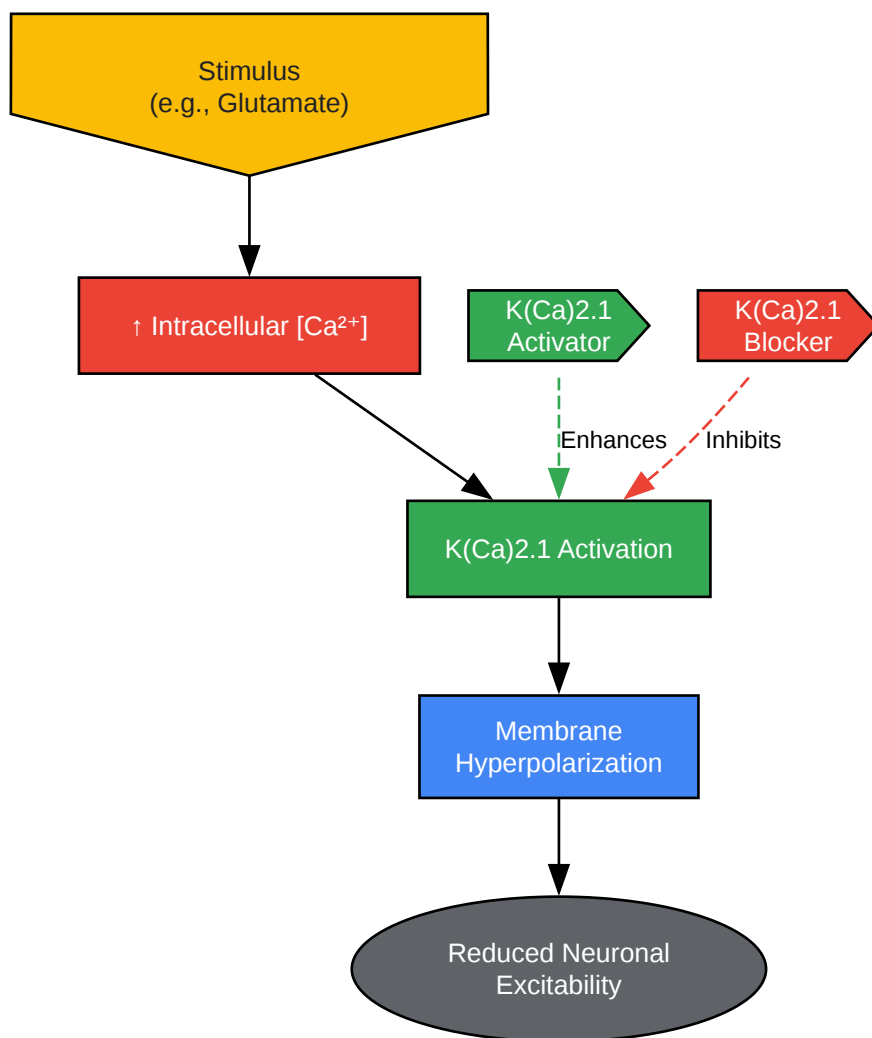 Stimulus
(e.g., Glutamate)
↑ Intracellular [Ca²⁺]
K(Ca)2.1
Activator
K(Ca)2.1
Blocker
Enhances
Inhibits
K(Ca)2.1 Activation
Membrane
Hyperpolarization
Reduced Neuronal
Excitability